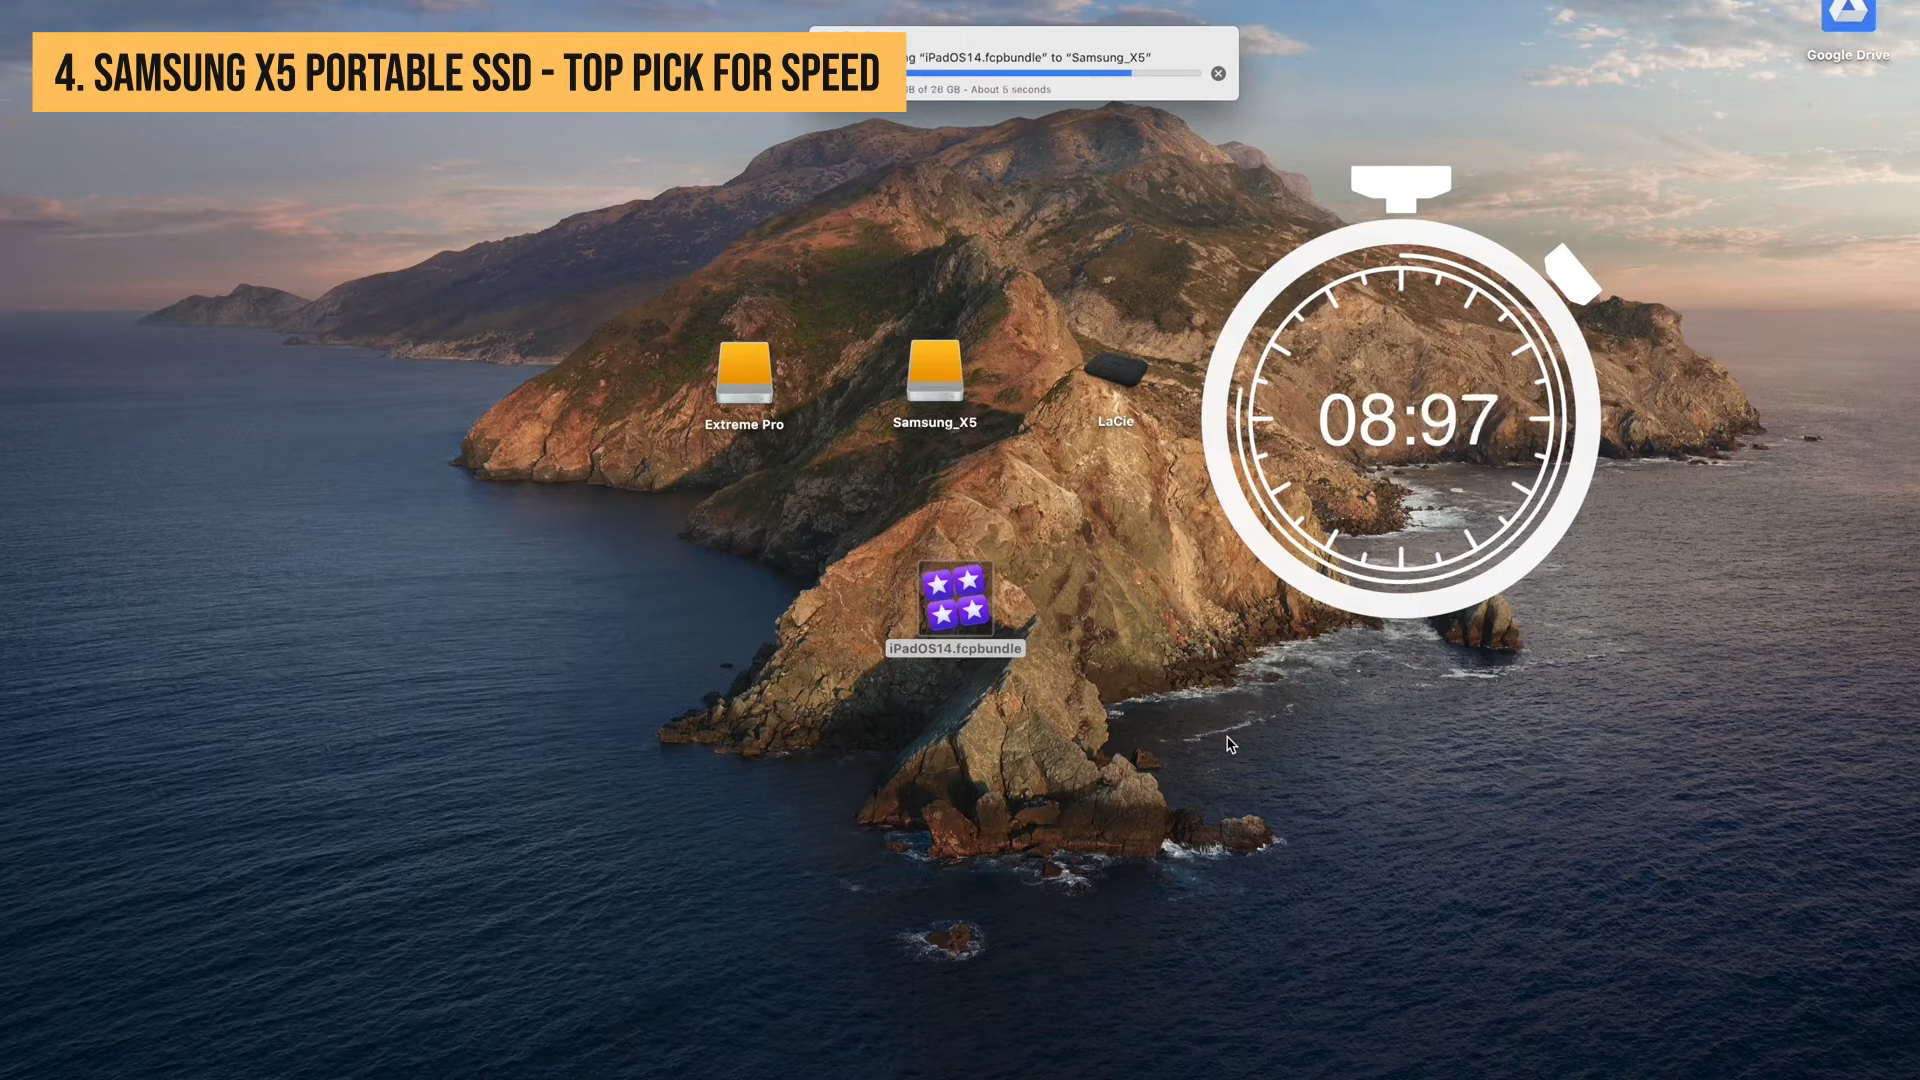 4. SAMSUNG X5 PORTABLE SSD - TOP PICK FOR SPEED
“iPadOS14.fcpbundle” to “Samsung_X5”
of 26 GB - About 5 seconds
Google Drive
Extreme Pro
Samsung_X5
LaCie
08:97
iPadOS14.fcpbundle